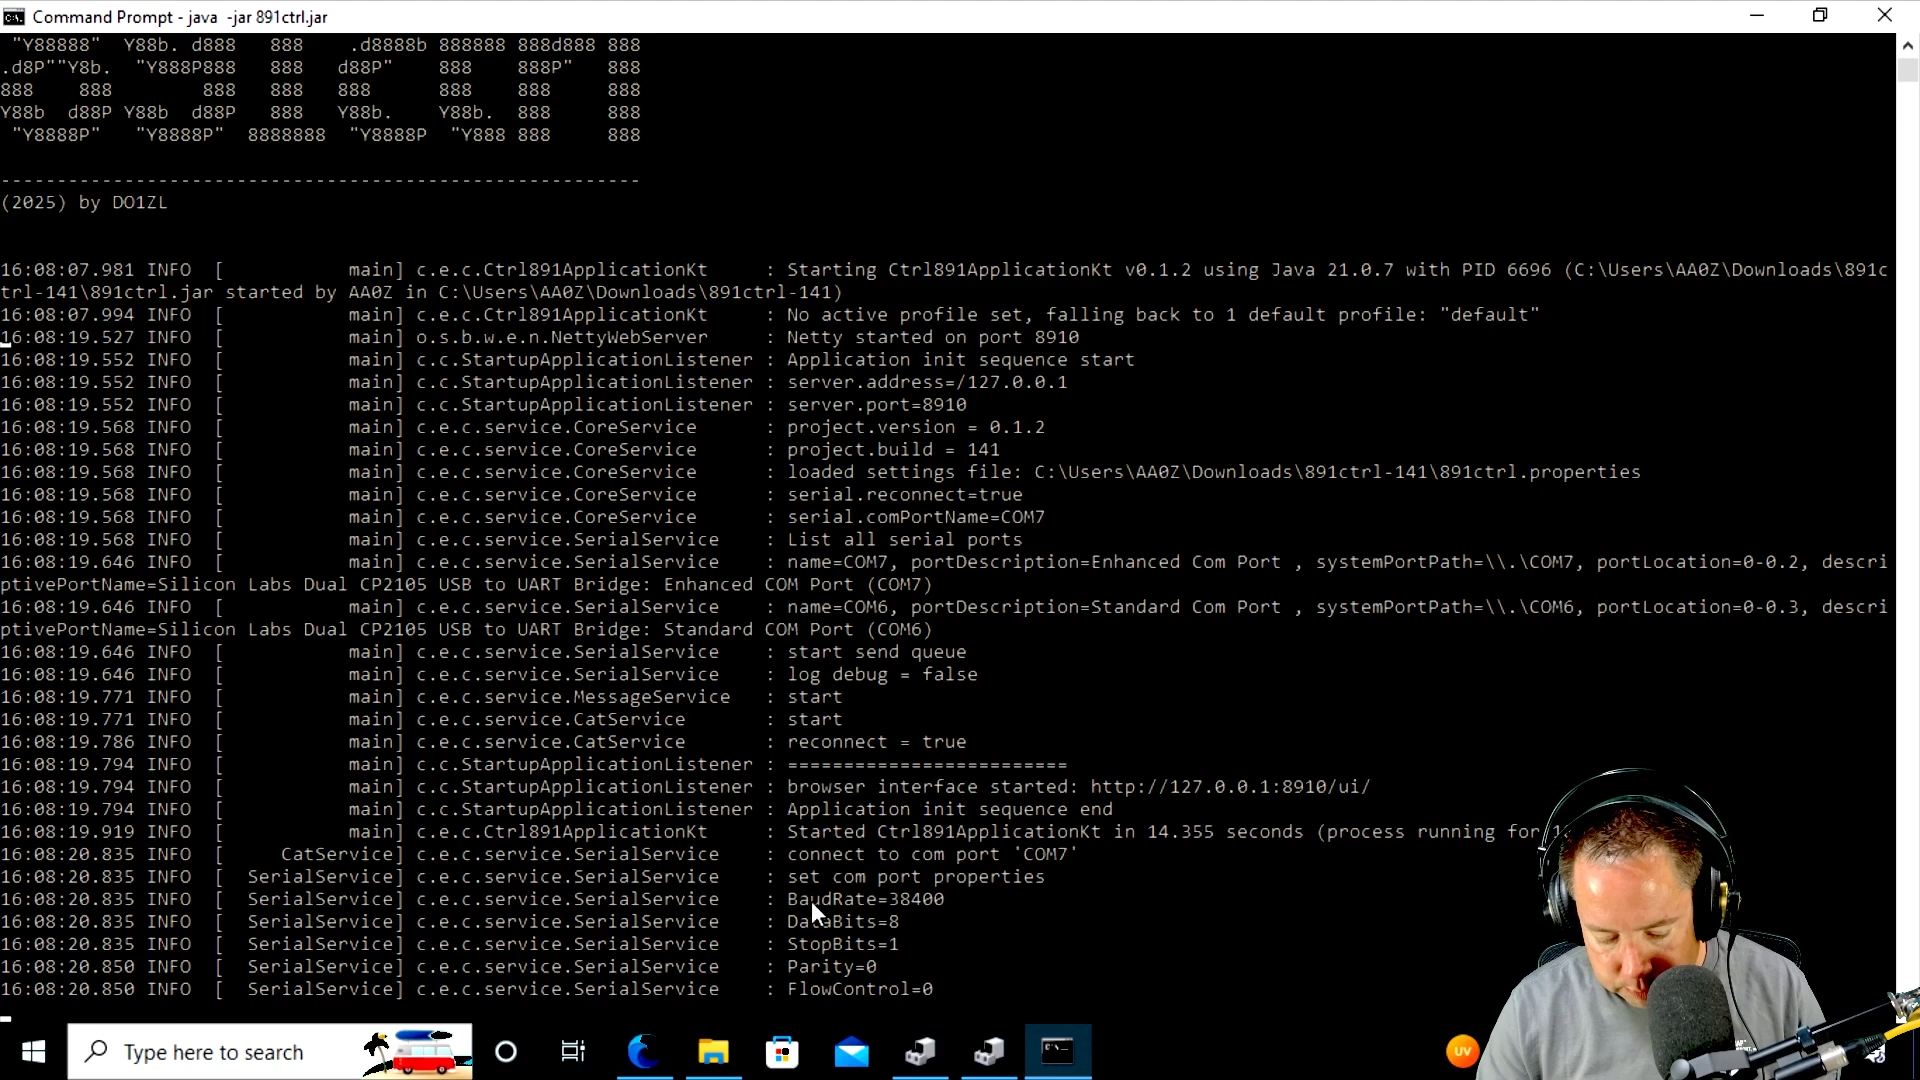 Command Prompt - java  -jar 891ctrl.jar
"Y88888"  Y88b. d888   888    .d8888b 888888 888d888 888
.d8P""Y8b.  "Y888P888   888   d88P"     888     888P"   888
888    888        888   888   888       888     888     888
Y88b  d88P Y88b  d88P   888   Y88b.     Y88b.  888      888
"Y8888P"   "Y8888P"  8888888  "Y8888P  "Y888 888      888
---------------------------------------------------------
(2025) by DO1ZL
16:08:07.981 INFO  [           main] c.e.c.Ctrl891ApplicationKt     : Starting Ctrl891ApplicationKt v0.1.2 using Java 21.0.7 with PID 6696 (C:\Users\AA0Z\Downloads\891c
trl-141\891ctrl.jar started by AA0Z in C:\Users\AA0Z\Downloads\891ctrl-141)
16:08:07.994 INFO  [           main] c.e.c.Ctrl891ApplicationKt     : No active profile set, falling back to 1 default profile: "default"
16:08:19.527 INFO  [           main] o.s.b.w.e.n.NettyWebServer     : Netty started on port 8910
16:08:19.552 INFO  [           main] c.c.StartupApplicationListener : Application init sequence start
16:08:19.552 INFO  [           main] c.c.StartupApplicationListener : server.address=/127.0.0.1
16:08:19.552 INFO  [           main] c.c.StartupApplicationListener : server.port=8910
16:08:19.568 INFO  [           main] c.e.c.service.CoreService      : project.version = 0.1.2
16:08:19.568 INFO  [           main] c.e.c.service.CoreService      : project.build = 141
16:08:19.568 INFO  [           main] c.e.c.service.CoreService      : loaded settings file: C:\Users\AA0Z\Downloads\891ctrl-141\891ctrl.properties
16:08:19.568 INFO  [           main] c.e.c.service.CoreService      : serial.reconnect=true
16:08:19.568 INFO  [           main] c.e.c.service.CoreService      : serial.comPortName=COM7
16:08:19.568 INFO  [           main] c.e.c.service.SerialService    : List all serial ports
16:08:19.646 INFO  [           main] c.e.c.service.SerialService    : name=COM7, portDescription=Enhanced Com Port , systemPortPath=\\.\COM7, portLocation=0-0.2, descri
ptivePortName=Silicon Labs Dual CP2105 USB to UART Bridge: Enhanced COM Port (COM7)
16:08:19.646 INFO  [           main] c.e.c.service.SerialService    : name=COM6, portDescription=Standard Com Port , systemPortPath=\\.\COM6, portLocation=0-0.3, descri
ptivePortName=Silicon Labs Dual CP2105 USB to UART Bridge: Standard COM Port (COM6)
16:08:19.646 INFO  [           main] c.e.c.service.SerialService    : start send queue
16:08:19.646 INFO  [           main] c.e.c.service.SerialService    : log debug = false
16:08:19.771 INFO  [           main] c.e.c.service.MessageService   : start
16:08:19.771 INFO  [           main] c.e.c.service.CatService       : start
16:08:19.786 INFO  [           main] c.e.c.service.CatService       : reconnect = true
16:08:19.794 INFO  [           main] c.c.StartupApplicationListener : =========================
16:08:19.794 INFO  [           main] c.c.StartupApplicationListener : browser interface started: http://127.0.0.1:8910/ui/
16:08:19.794 INFO  [           main] c.c.StartupApplicationListener : Application init sequence end
16:08:19.919 INFO  [           main] c.e.c.Ctrl891ApplicationKt     : Started Ctrl891ApplicationKt in 14.355 seconds (process running for
16:08:20.835 INFO  [     CatService] c.e.c.service.SerialService    : connect to com port 'COM7'
16:08:20.835 INFO  [  SerialService] c.e.c.service.SerialService    : set com port properties
16:08:20.835 INFO  [  SerialService] c.e.c.service.SerialService    : BaudRate=38400
16:08:20.835 INFO  [  SerialService] c.e.c.service.SerialService    : DataBits=8
16:08:20.835 INFO  [  SerialService] c.e.c.service.SerialService    : StopBits=1
16:08:20.850 INFO  [  SerialService] c.e.c.service.SerialService    : Parity=0
16:08:20.850 INFO  [  SerialService] c.e.c.service.SerialService    : FlowControl=0
Type here to search
UV